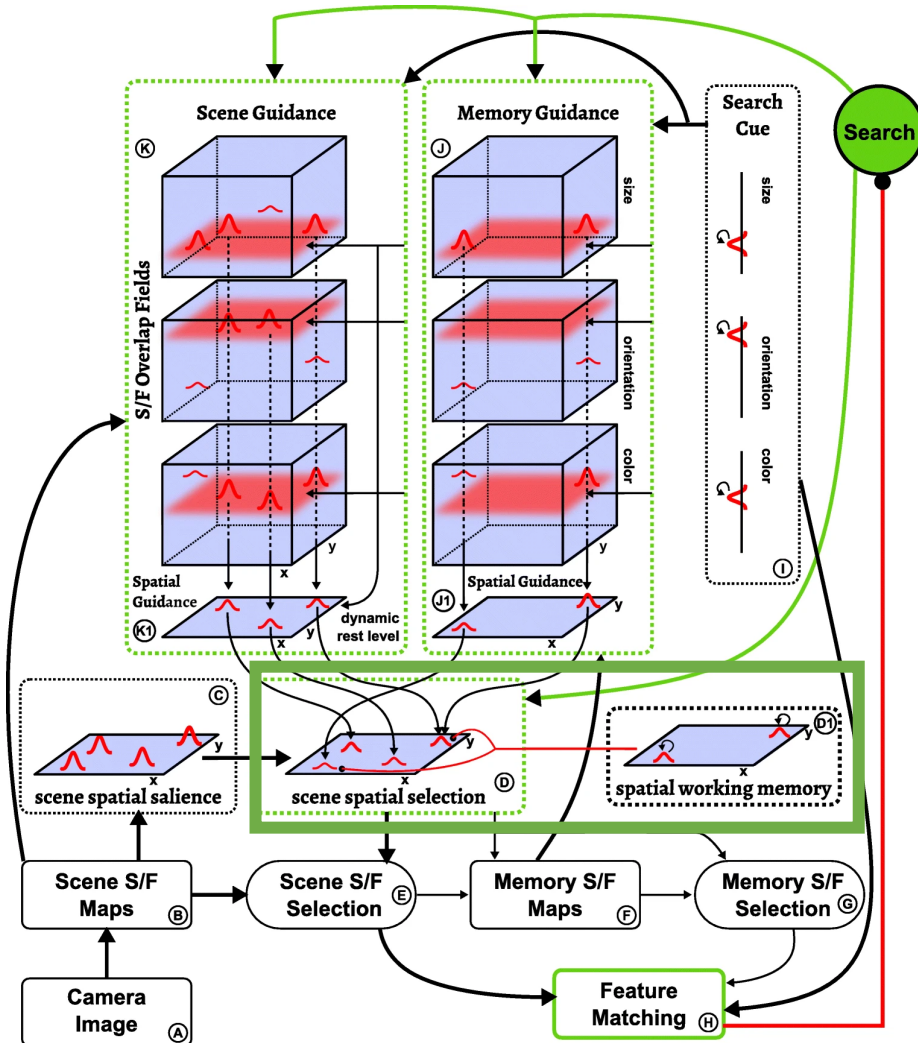 Scene Guidance
Memory Guidance
Search
Cue
Search
K
J
size
size
S/F Overlap Fields
orientation
orientation
color
color
y
x
y
I
Spatial
Guidance
Spatial Guidance
K1
J1
dynamic
rest level
y
x
y
x
C
y
x
scene spatial salience
y
x
D
scene spatial selection
D1
y
x
spatial working memory
Scene S/F
Maps
B
Scene S/F
Selection
E
Memory S/F
Maps
F
Memory S/F
Selection
G
Camera
Image
A
Feature
Matching
H